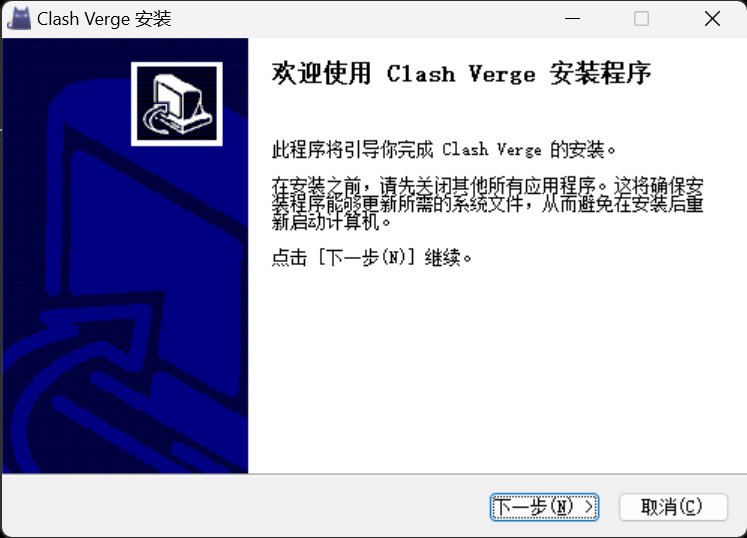 Clash Verge 安装
欢迎使用 Clash Verge 安装程序
此程序将引导你完成 Clash Verge 的安装。
在安装之前，请先关闭其他所有应用程序。这将确保安
装程序能够更新所需的系统文件，从而避免在安装后重
新启动计算机。
点击 [下一步(N)] 继续。
下一步(N) >
取消(C)